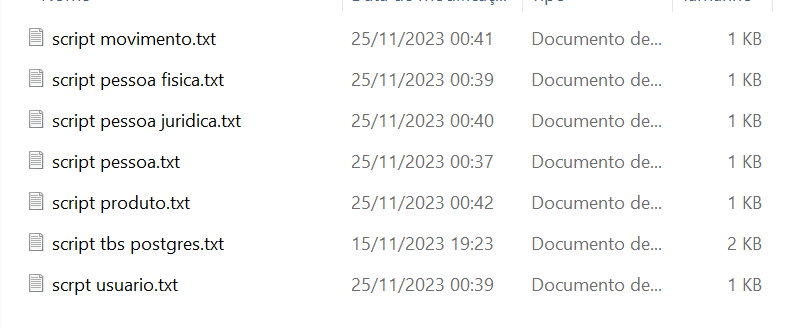 script movimento.txt 25/11/2023 00:41 Documento de... 1 KB
script pessoa fisica.txt 25/11/2023 00:39 Documento de... 1 KB
script pessoa juridica.txt 25/11/2023 00:40 Documento de... 1 KB
script pessoa.txt 25/11/2023 00:37 Documento de... 1 KB
script produto.txt 25/11/2023 00:42 Documento de... 1 KB
script tbs postgres.txt 15/11/2023 19:23 Documento de... 2 KB
scrpt usuario.txt 25/11/2023 00:39 Documento de... 1 KB